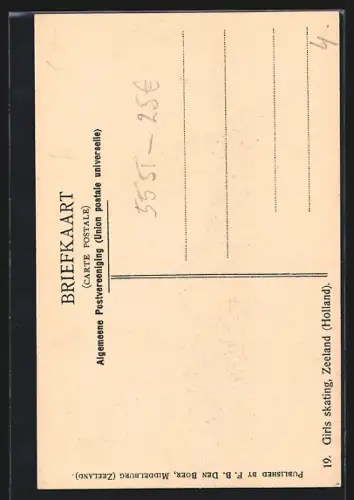 BRIEFKAART
(CARTE POSTALE)
Algemeene Postvereeniging (Union postale universelle)
5551 – 25€
4.
PUBLISHED BY F. B. DEN BOER, MIDDELBURG (ZEELAND).
19. Girls skating, Zeeland (Holland).